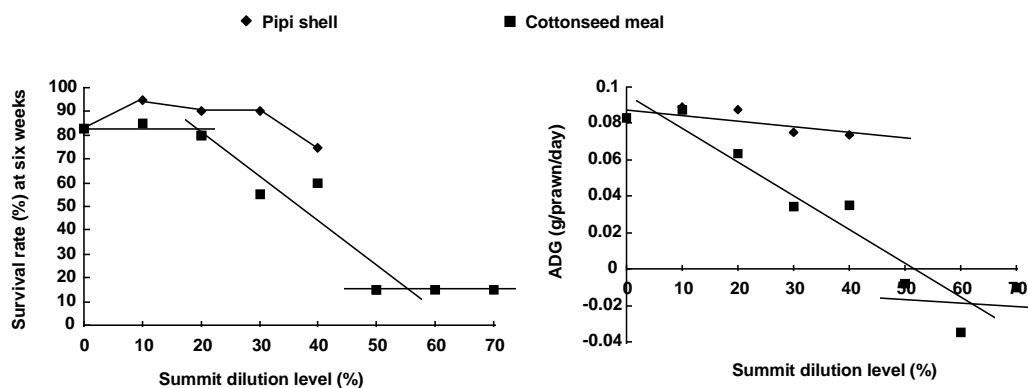 Pipi shell
Cottonseed meal
Survival rate (%) at six weeks
100
90
80
70
60
50
40
30
20
10
0
0 10 20 30 40 50 60 70
Summit dilution level (%)
ADG (g/prawn/day)
0.1
0.08
0.06
0.04
0.02
0
-0.02
-0.04
0 10 20 30 40 50 60 70
Summit dilution level (%)